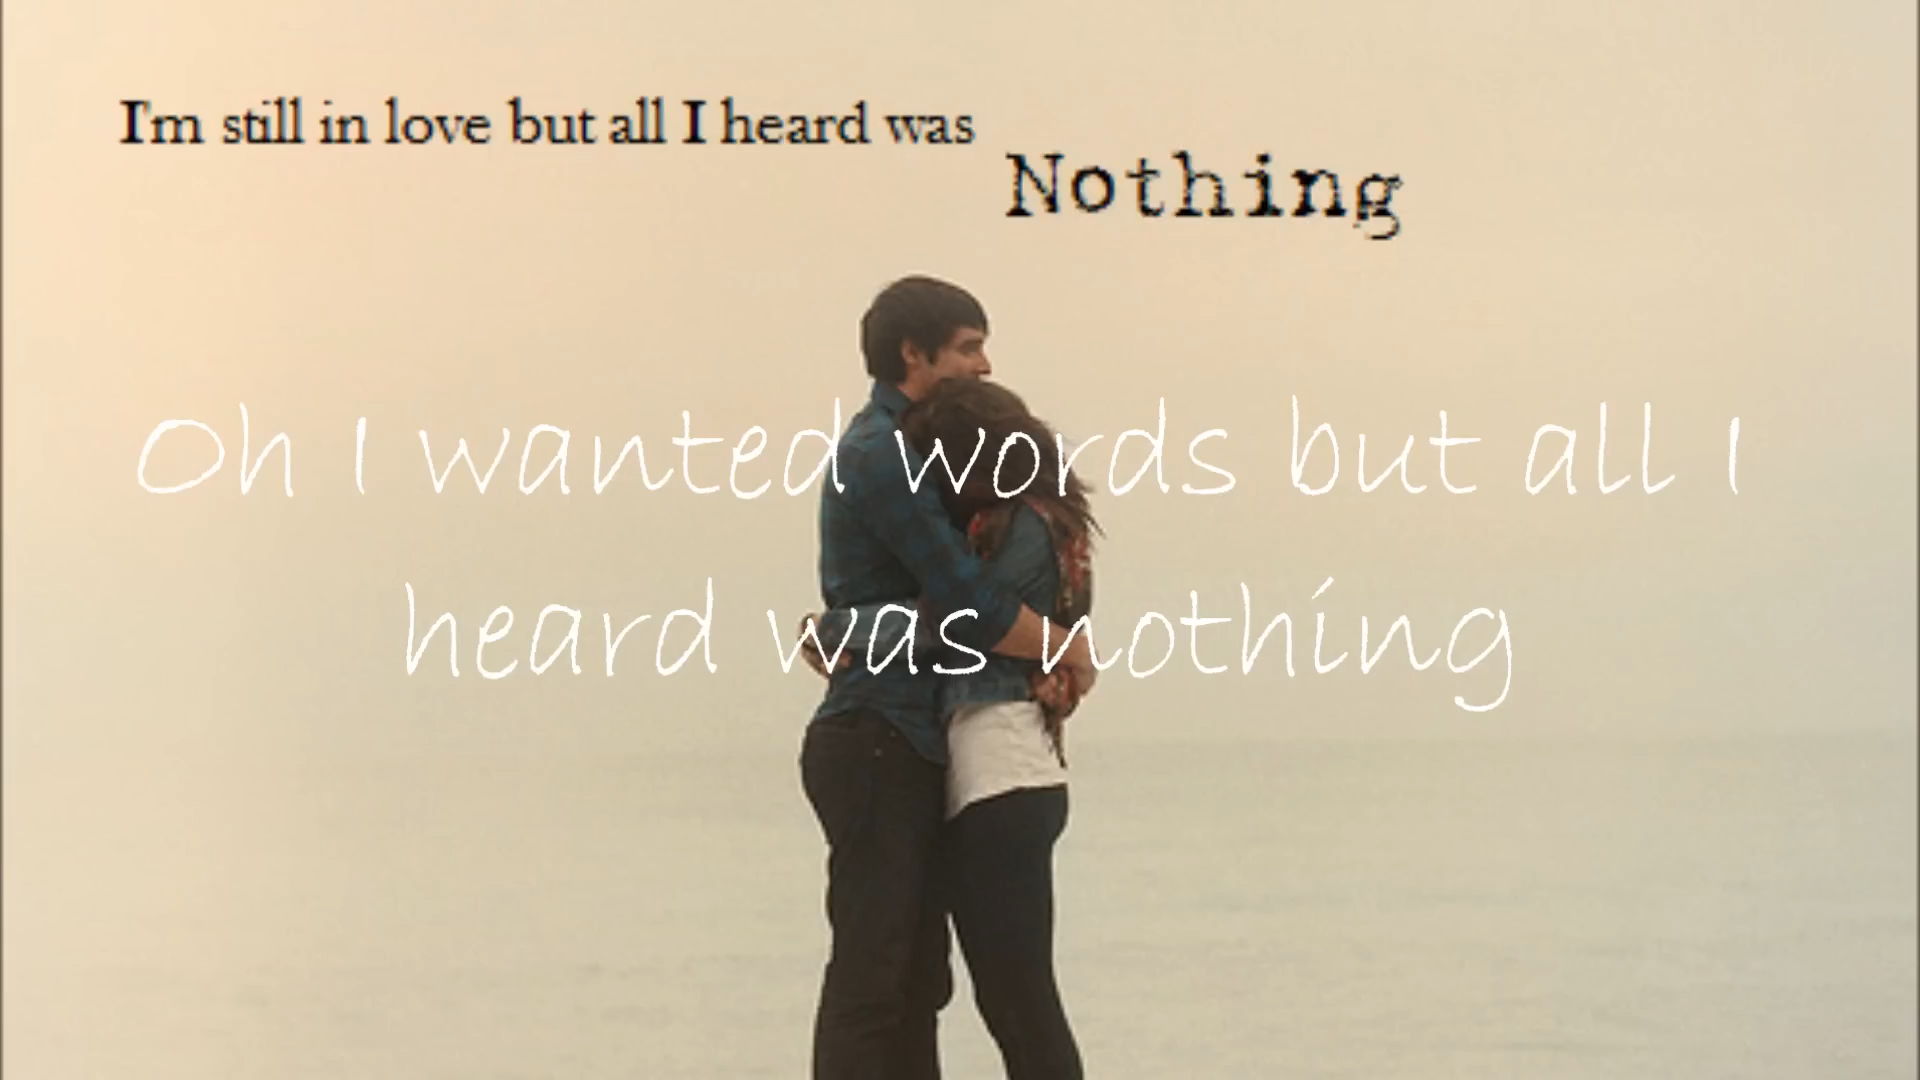 I'm still in love but all I heard was
Nothing
Oh I wanted words but all I
heard was nothing